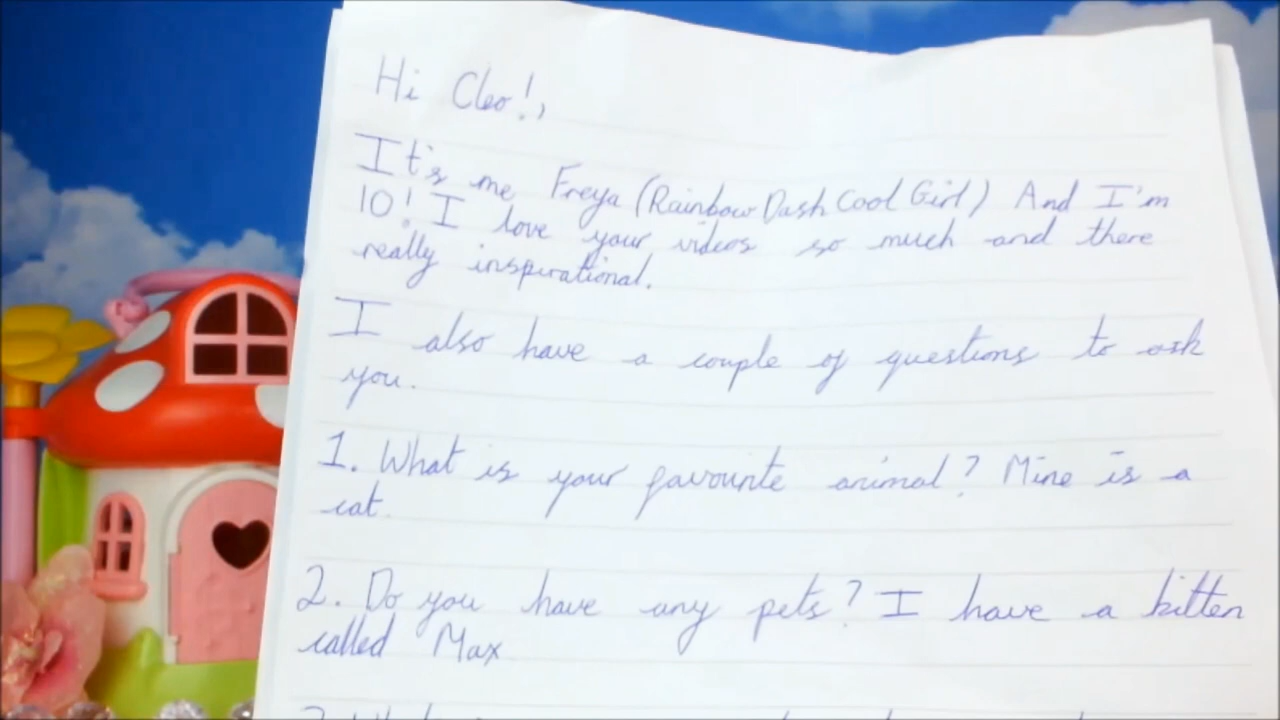 Hi Cleo!,
It's me Freya (Rainbow Dash Cool Girl) And I'm
10! I love your videos so much and there
really inspirational.
I also have a couple of questions to ask
you.
1. What is your favourite animal? Mine is a
cat.
2. Do you have any pets? I have a kitten
called Max